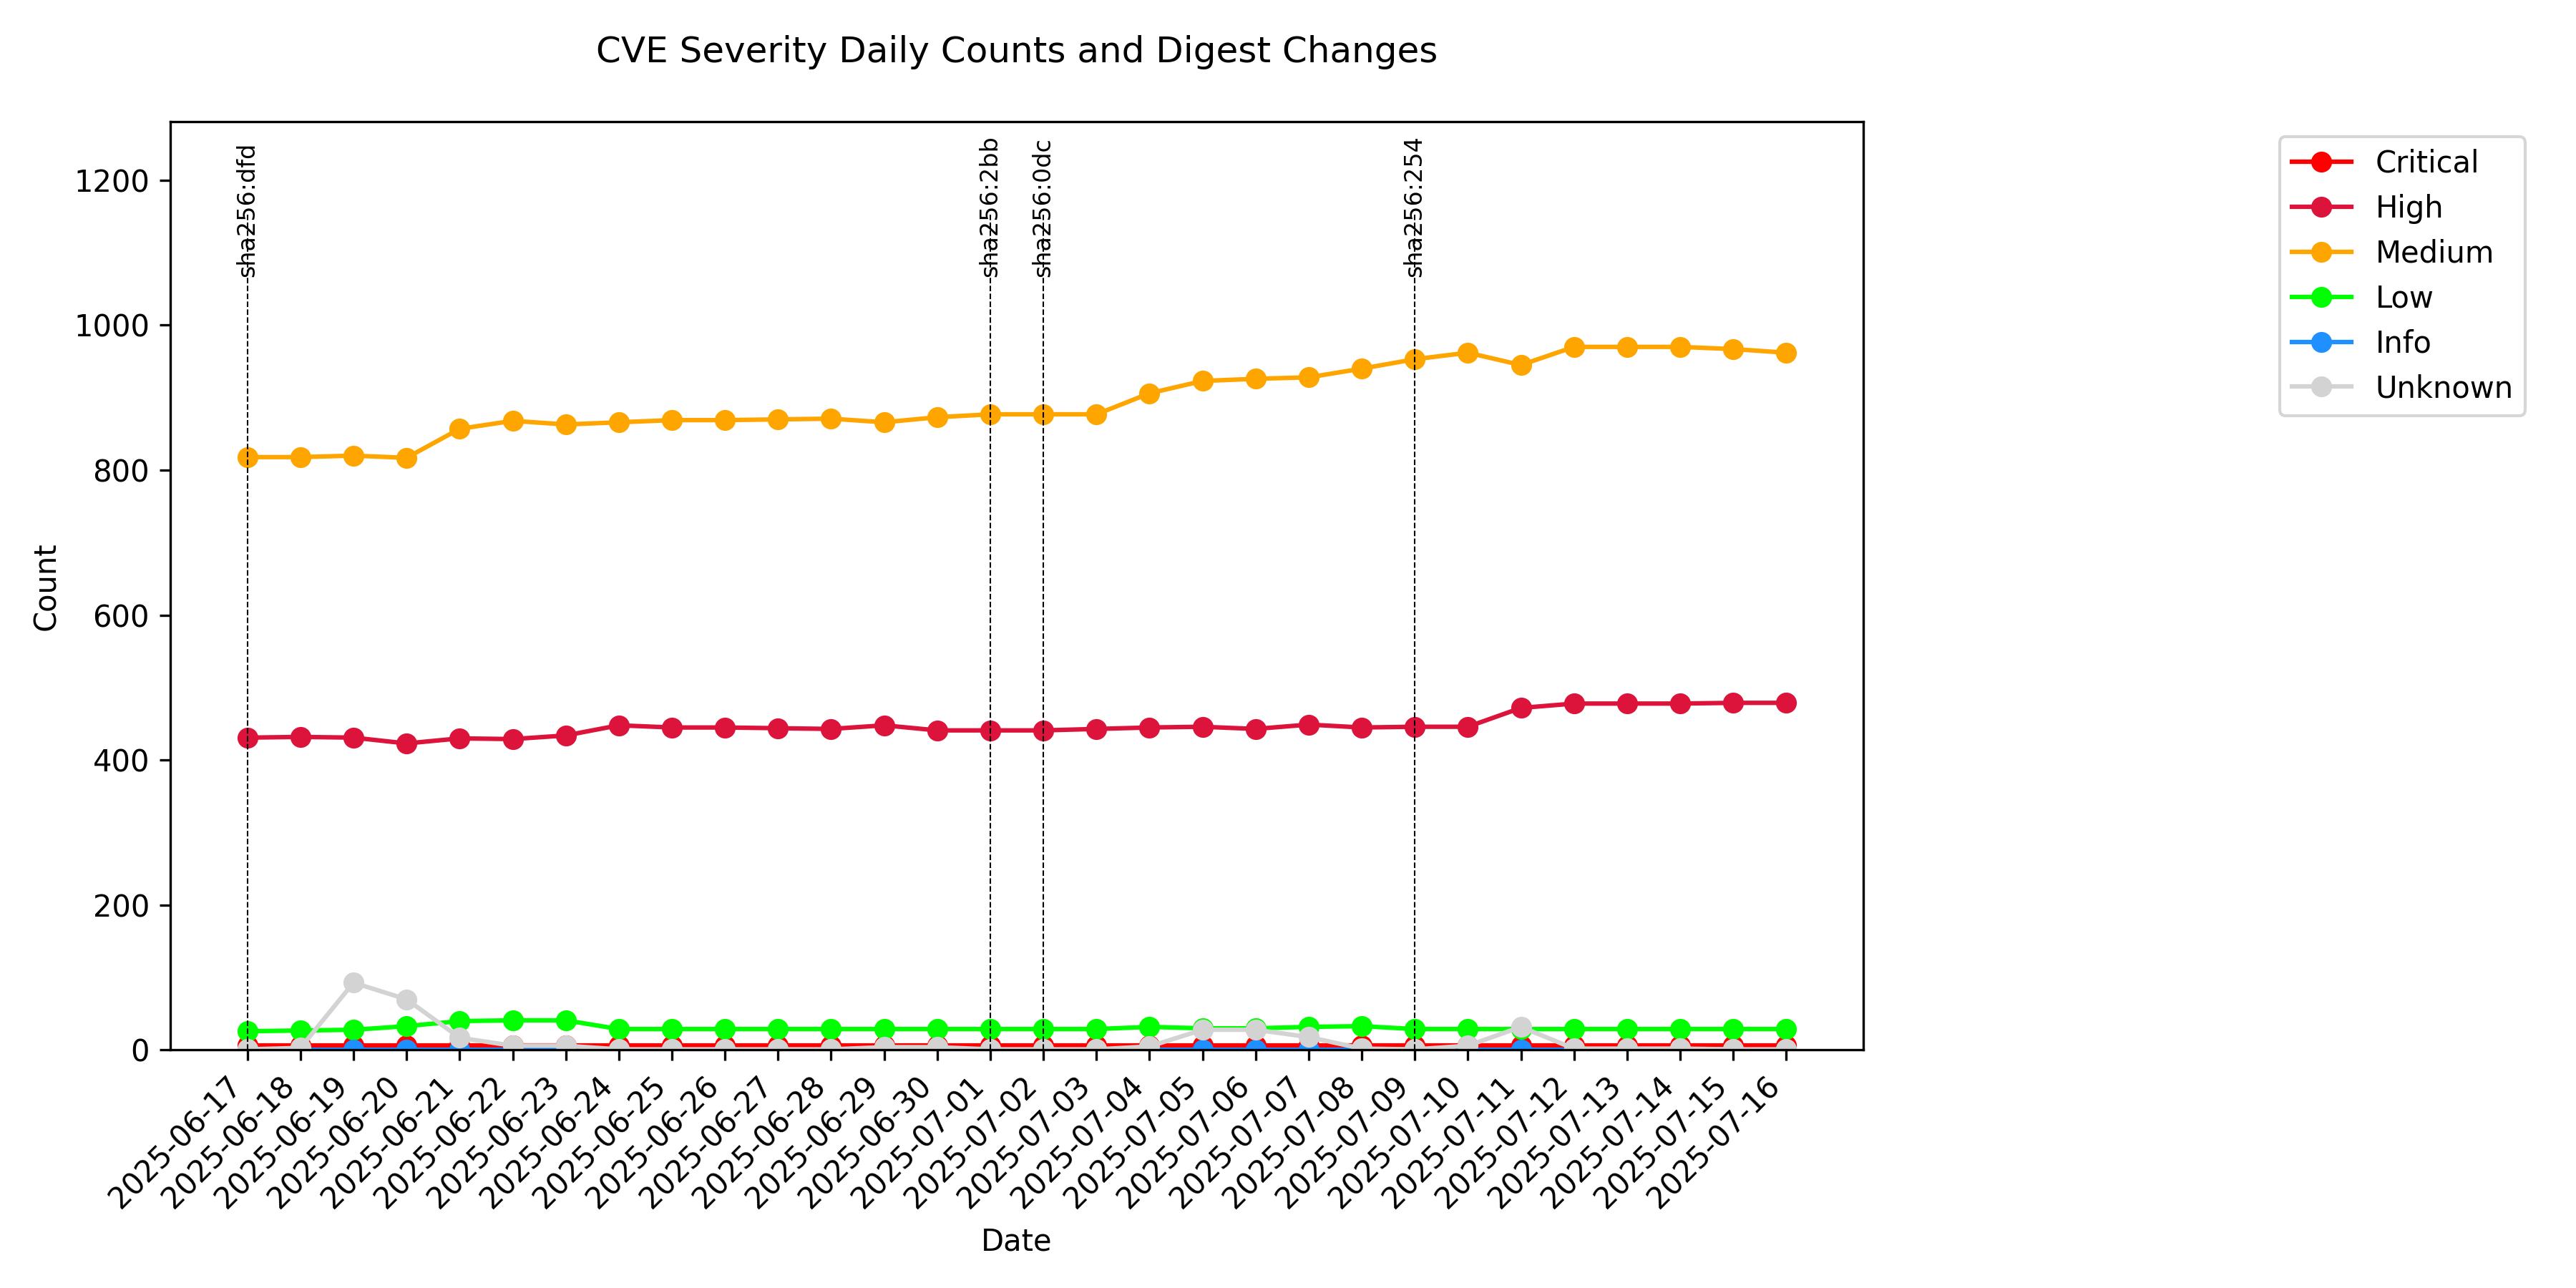 CVE Severity Daily Counts and Digest Changes
sha256:dfd
sha256:2bb
sha256:0dc
sha256:254
Critical
High
Medium
Low
Info
Unknown
Count
1200
1000
800
600
400
200
0
2025-06-17
2025-06-18
2025-06-19
2025-06-20
2025-06-21
2025-06-22
2025-06-23
2025-06-24
2025-06-25
2025-06-26
2025-06-27
2025-06-28
2025-06-29
2025-06-30
2025-07-01
2025-07-02
2025-07-03
2025-07-04
2025-07-05
2025-07-06
2025-07-07
2025-07-08
2025-07-09
2025-07-10
2025-07-11
2025-07-12
2025-07-13
2025-07-14
2025-07-15
2025-07-16
Date